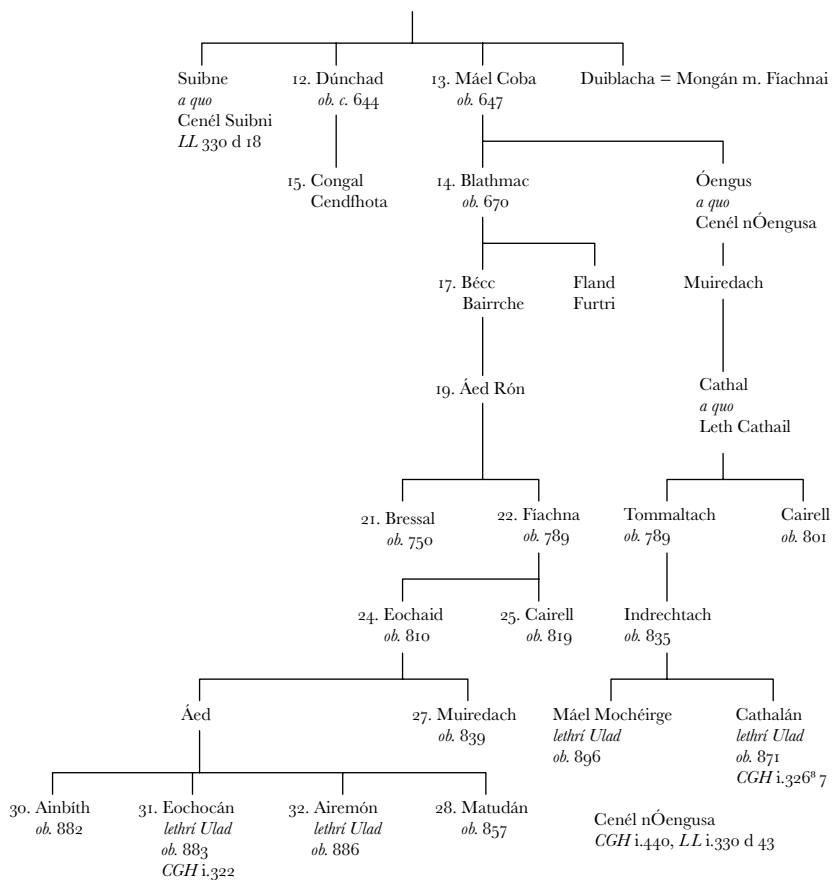 Suibne
a quo
Cenél Suibni
LL 330 d 18
12. Dúnchad
ob. c. 644
13. Máel Coba
ob. 647
Duiblacha = Mongán m. Fíachnai
15. Congal
Cendfhota
14. Blathmac
ob. 670
Óengus
a quo
Cenél nÓengusa
17. Bécc
Bairrche
Fland
Furtri
Muiredach
19. Áed Rón
Cathal
a quo
Leth Cathail
21. Bressal
ob. 750
22. Fíachna
ob. 789
Tommaltach
ob. 789
Cairell
ob. 801
24. Eochaid
ob. 810
25. Cairell
ob. 819
Indrechtach
ob. 835
Áed
27. Muiredach
ob. 839
Máel Mochéirge
lethrí Ulad
ob. 896
Cathalán
lethrí Ulad
ob. 871
CGH i.326⁸ 7
30. Ainbíth
ob. 882
31. Eochocán
lethrí Ulad
ob. 883
CGH i.322
32. Airemón
lethrí Ulad
ob. 886
28. Matudán
ob. 857
Cenél nÓengusa
CGH i.440, LL i.330 d 43